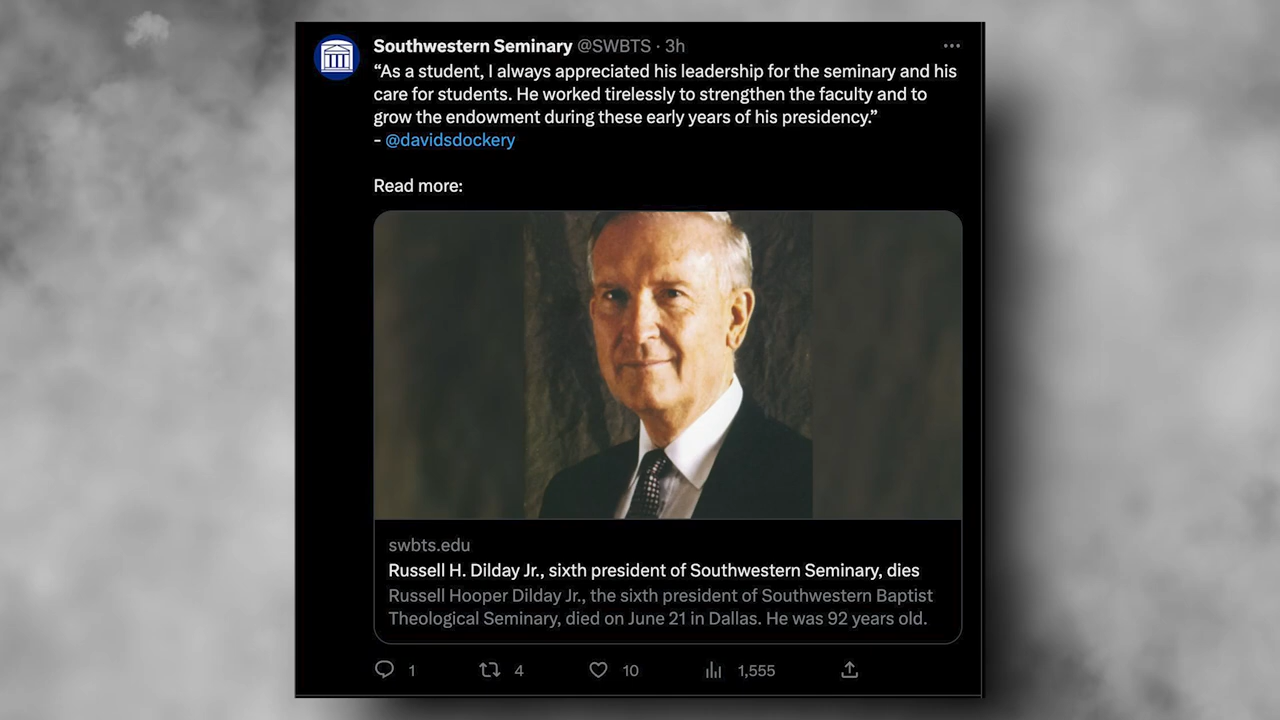 Southwestern Seminary @SWBTS · 3h
“As a student, I always appreciated his leadership for the seminary and his
care for students. He worked tirelessly to strengthen the faculty and to
grow the endowment during these early years of his presidency.”
- @davidsdockery
Read more:
swbts.edu
Russell H. Dilday Jr., sixth president of Southwestern Seminary, dies
Russell Hooper Dilday Jr., the sixth president of Southwestern Baptist
Theological Seminary, died on June 21 in Dallas. He was 92 years old.
1 4 10 1,555